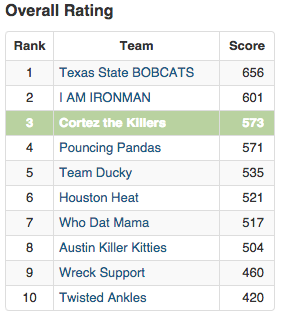 Overall Rating
Rank Team Score
1 Texas State BOBCATS 656
2 I AM IRONMAN 601
3 Cortez the Killers 573
4 Pouncing Pandas 571
5 Team Ducky 535
6 Houston Heat 521
7 Who Dat Mama 517
8 Austin Killer Kitties 504
9 Wreck Support 460
10 Twisted Ankles 420